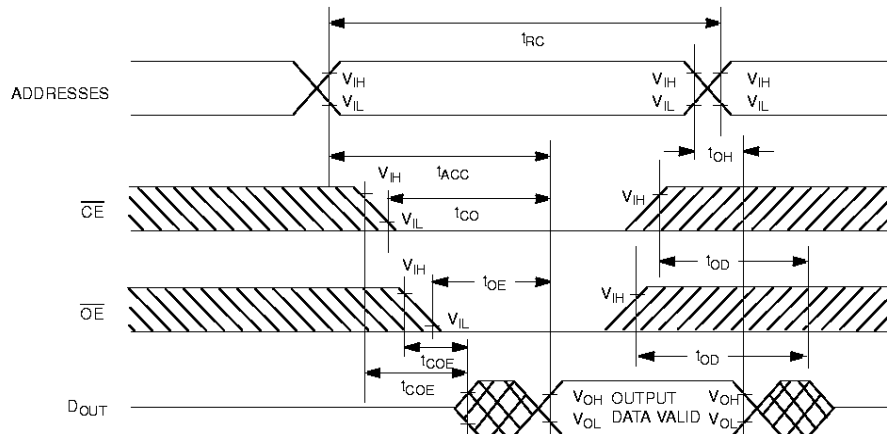 tRC
ADDRESSES
VIH VIH VIH
VIL VIL VIL
tOH
VIH
tACC
CE
tCO
VIH
VIL
tOD
VIH
tOE
OE
VIH
VIL
tOD
tCOE
tCOE
DOUT
VOH OUTPUT VOH
VOL DATA VALID VOL